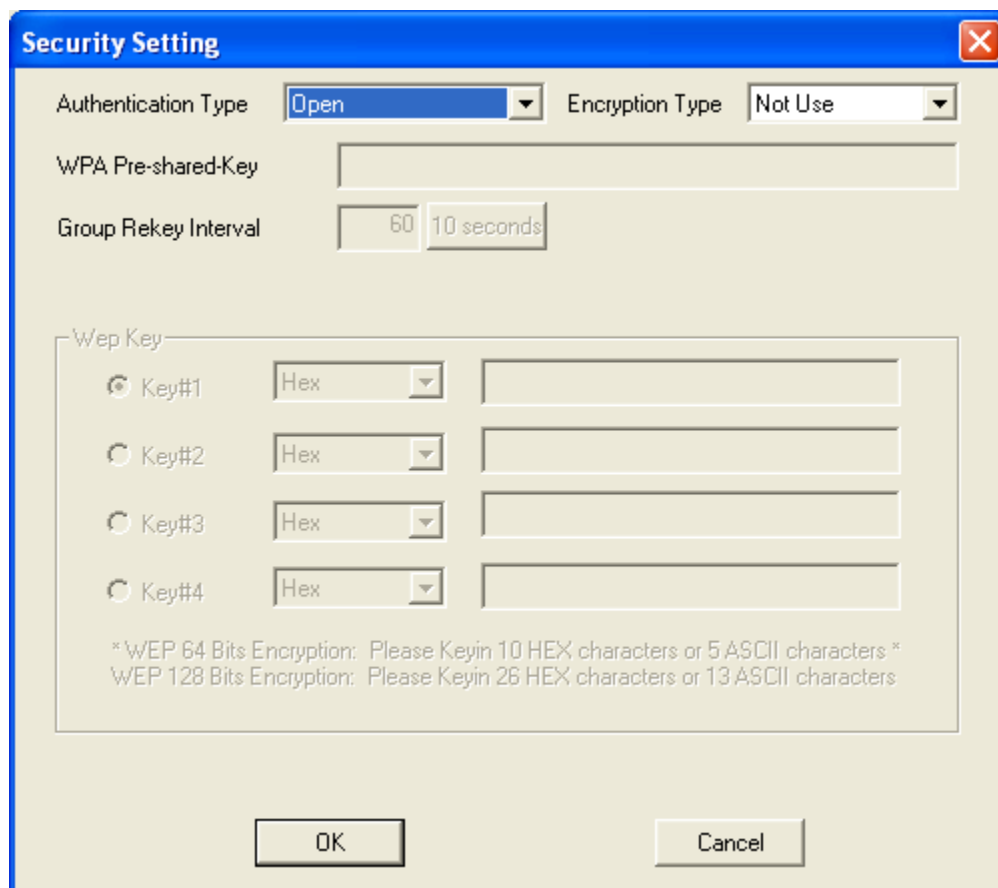 Security Setting
Authentication Type Open Encryption Type Not Use
WPA Pre-shared-Key
Group Rekey Interval 60 10 seconds
Wep Key
Key#1 Hex
Key#2 Hex
Key#3 Hex
Key#4 Hex
* WEP 64 Bits Encryption: Please Keyin 10 HEX characters or 5 ASCII characters *
WEP 128 Bits Encryption: Please Keyin 26 HEX characters or 13 ASCII characters
OK Cancel